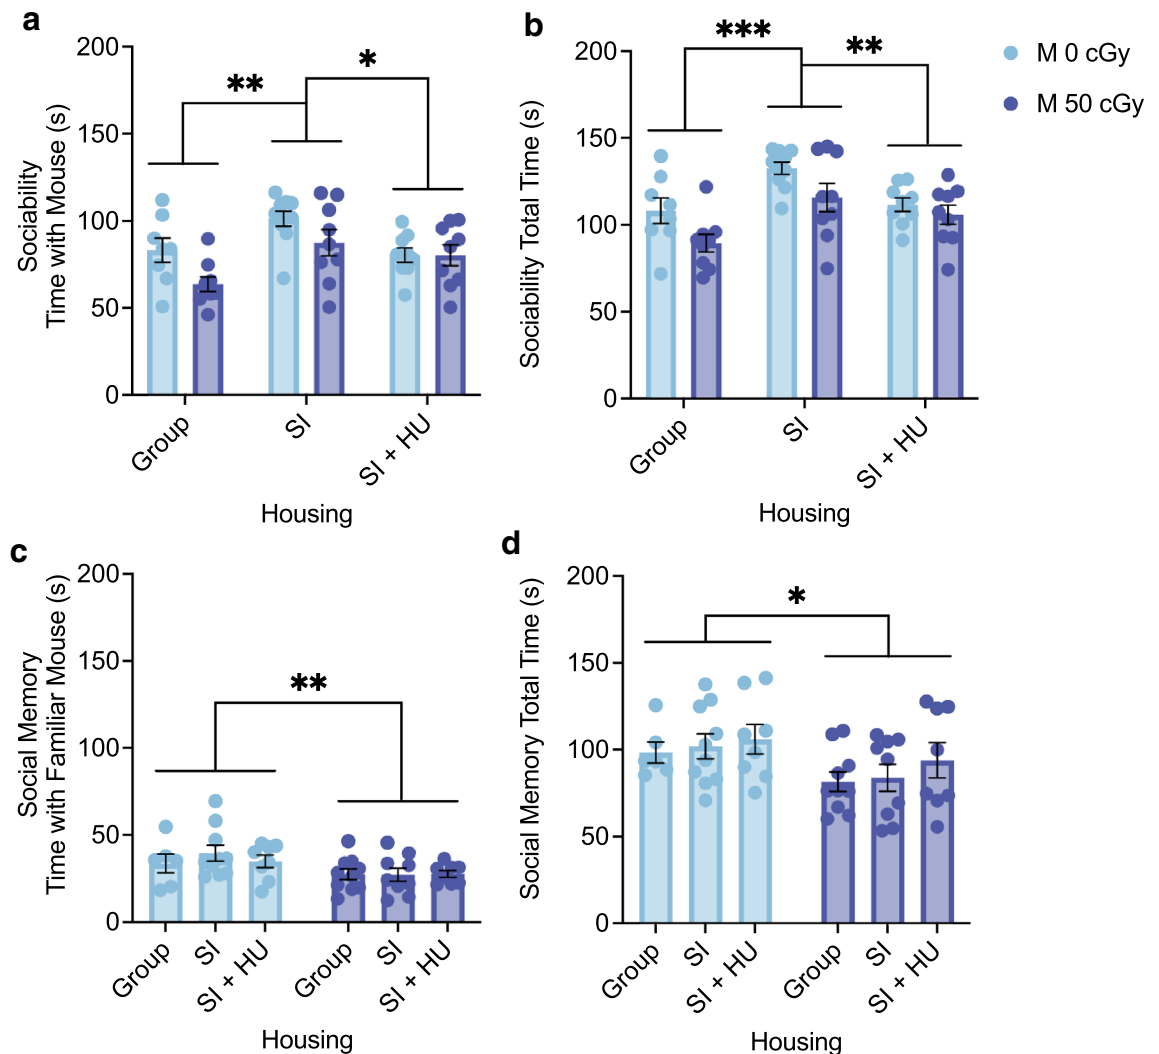 a
200
150
100
50
0
Sociability
Time with Mouse (s)
**
*
Group
SI
SI + HU
Housing
b
200
150
100
50
0
Sociability Total Time (s)
***
**
Group
SI
SI + HU
Housing
M 0 cGy
M 50 cGy
c
200
150
100
50
0
Social Memory
Time with Familiar Mouse (s)
**
Group
SI
SI + HU
Group
SI
SI + HU
Housing
d
200
150
100
50
0
Social Memory Total Time (s)
*
Group
SI
SI + HU
Group
SI
SI + HU
Housing